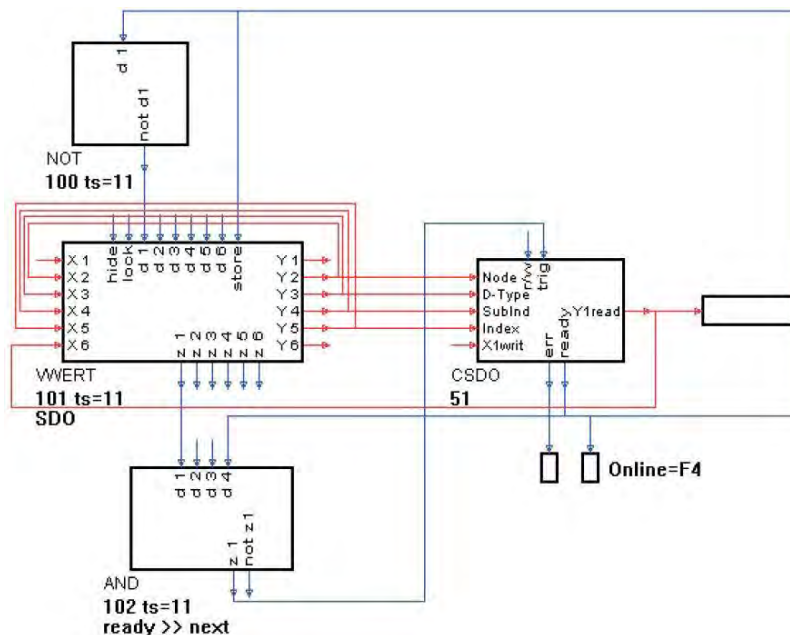 d 1
not d1
NOT
100 ts=11
hide
look
d 1
d 2
d 3
d 4
d 5
d 6
store
X 1
X 2
X 3
X 4
X 5
X 6
Y 1
Y 2
Y 3
Y 4
Y 5
Y 6
z 1
z 2
z 3
z 4
z 5
z 6
VWERT
101 ts=11
SDO
r/w
trig
Node
D-Type
SubInd
Index
X1writ
Y1read
err
ready
CSDO
51
Online=F4
d 1
d 2
d 3
d 4
z 1
not z1
AND
102 ts=11
ready >> next